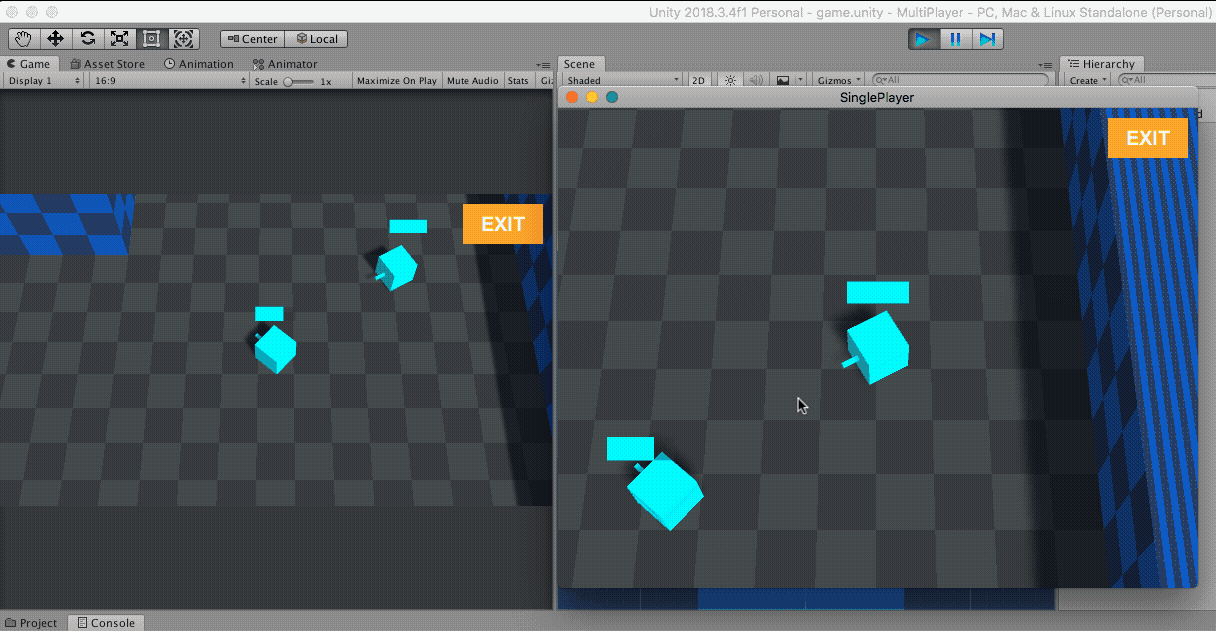 Unity 2018.3.4f1 Personal - game.unity - MultiPlayer - PC, Mac & Linux Standalone (Personal)
Center Local
Game Asset Store Animation Animator
Scene
Hierarchy
Display 1 16:9 Scale 1x Maximize On Play Mute Audio Stats Giz
Shaded 2D Gizmos All
Create All
SinglePlayer
EXIT
EXIT
Project Console